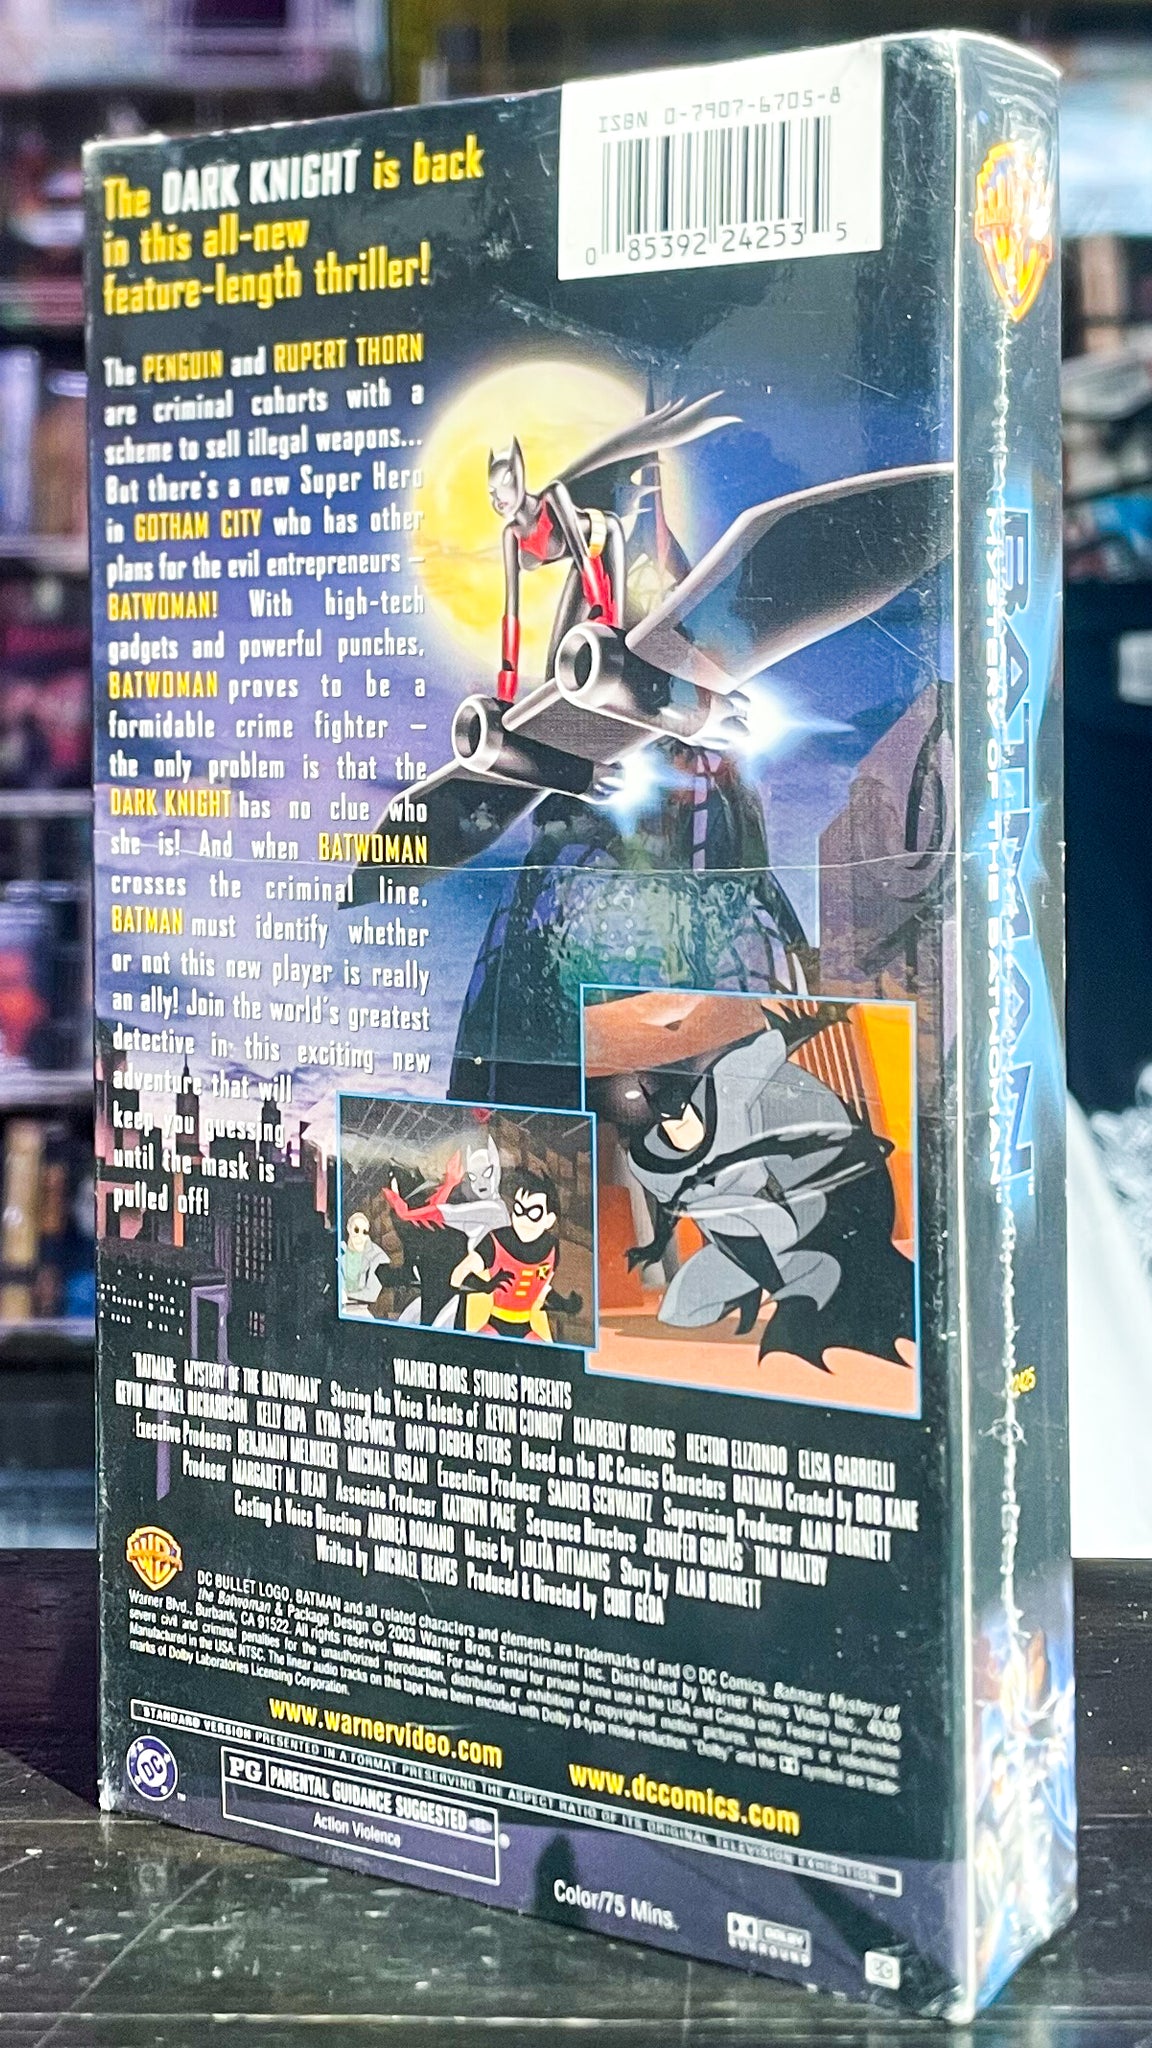 The DARK KNIGHT is back
in this all-new
feature-length thriller!
ISBN 0-7907-6705-8
0 85392 24253 5
The PENGUIN and RUPERT THORN
are criminal cohorts with a
scheme to sell illegal weapons...
But there's a new Super Hero
in GOTHAM CITY who has other
plans for the evil entrepreneurs –
BATWOMAN! With high-tech
gadgets and powerful punches,
BATWOMAN proves to be a
formidable crime fighter –
the only problem is that the
DARK KNIGHT has no clue who
she is! And when BATWOMAN
crosses the criminal line,
BATMAN must identify whether
or not this new player is really
an ally! Join the world's greatest
detective in this exciting new
adventure that will
keep you guessing
until the mask is
pulled off!
R
WARNER BROS. STUDIOS PRESENTS
"BATMAN: MYSTERY OF THE BATWOMAN" Starring the Voice Talents of KEVIN CONROY KIMBERLY BROOKS HECTOR ELIZONDO ELISA GABRIELLI
KEVIN MICHAEL RICHARDSON KELLY RIPA KYRA SEDGWICK DAVID OGDEN STIERS Based on the DC Comics Characters BATMAN Created by BOB KANE
Executive Producers BENJAMIN MELNIKER MICHAEL USLAN Executive Producer SANDER SCHWARTZ Supervising Producer ALAN BURNETT
Producer MARGARET M. DEAN Associate Producer KATHRYN PAGE Sequence Directors JENNIFER GRAVES TIM MALTBY
Casting & Voice Direction ANDREA ROMANO Music by LOLITA RITMANIS Story by ALAN BURNETT
Written by MICHAEL REAVES Produced & Directed by CURT GEDA
WB
DC BULLET LOGO, BATMAN and all related characters and elements are trademarks of and © DC Comics. Batman: Mystery of
the Batwoman & Package Design © 2003 Warner Bros. Entertainment Inc. Distributed by Warner Home Video Inc., 4000
Warner Blvd., Burbank, CA 91522. All rights reserved. WARNING: For sale or rental for private home use in the USA and Canada only. Federal law provides
severe civil and criminal penalties for the unauthorized reproduction, distribution or exhibition of copyrighted motion pictures, videotapes or videodiscs.
Manufactured in the USA. NTSC. The linear audio tracks on this tape have been encoded with Dolby B-type noise reduction. "Dolby" and the symbol are trade-
marks of Dolby Laboratories Licensing Corporation.
www.warnervideo.com
www.dccomics.com
STANDARD VERSION PRESENTED IN A FORMAT PRESERVING THE ASPECT RATIO OF ITS ORIGINAL TELEVISION EXHIBITION
DC
TM
PG PARENTAL GUIDANCE SUGGESTED
Action Violence
Color/75 Mins.
DOLBY
SURROUND
CC
WB
BATMAN
MYSTERY OF THE BATWOMAN